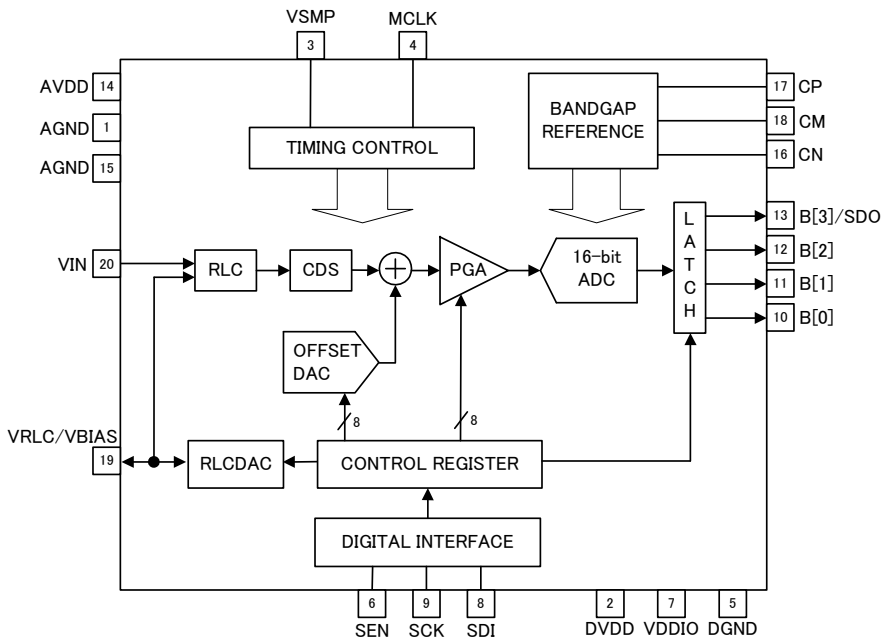 VSMP MCLK
3 4
AVDD 14
AGND 1
AGND 15
TIMING CONTROL
BANDGAP
REFERENCE
17 CP
18 CM
16 CN
VIN 20
RLC
CDS
+
PGA
16-bit
ADC
L
A
T
C
H
13 B[3]/SDO
12 B[2]
11 B[1]
10 B[0]
OFFSET
DAC
8
8
VRLC/VBIAS
19
RLCDAC
CONTROL REGISTER
DIGITAL INTERFACE
6 9 8 2 7 5
SEN SCK SDI DVDD VDDIO DGND